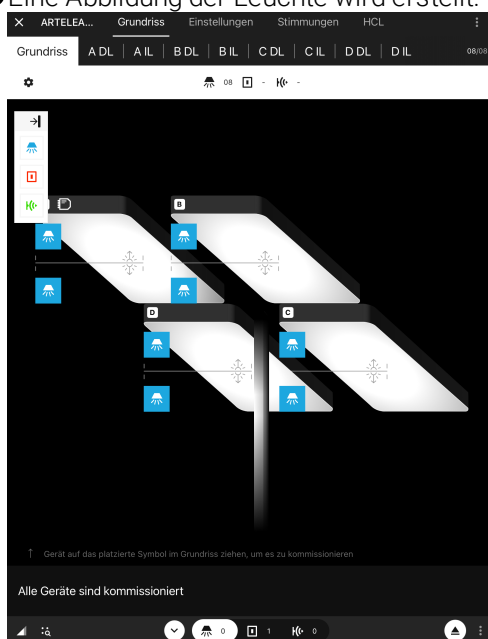 Eine Abbildung der Leuchte wird erstellt.
ARTELEA... Grundriss Einstellungen Stimmungen HCL
Grundriss A DL A IL B DL B IL C DL C IL D DL D IL 08/08
08 - -
B
D C
Gerät auf das platzierte Symbol im Grundriss ziehen, um es zu kommissionieren
Alle Geräte sind kommissioniert
0 1 0